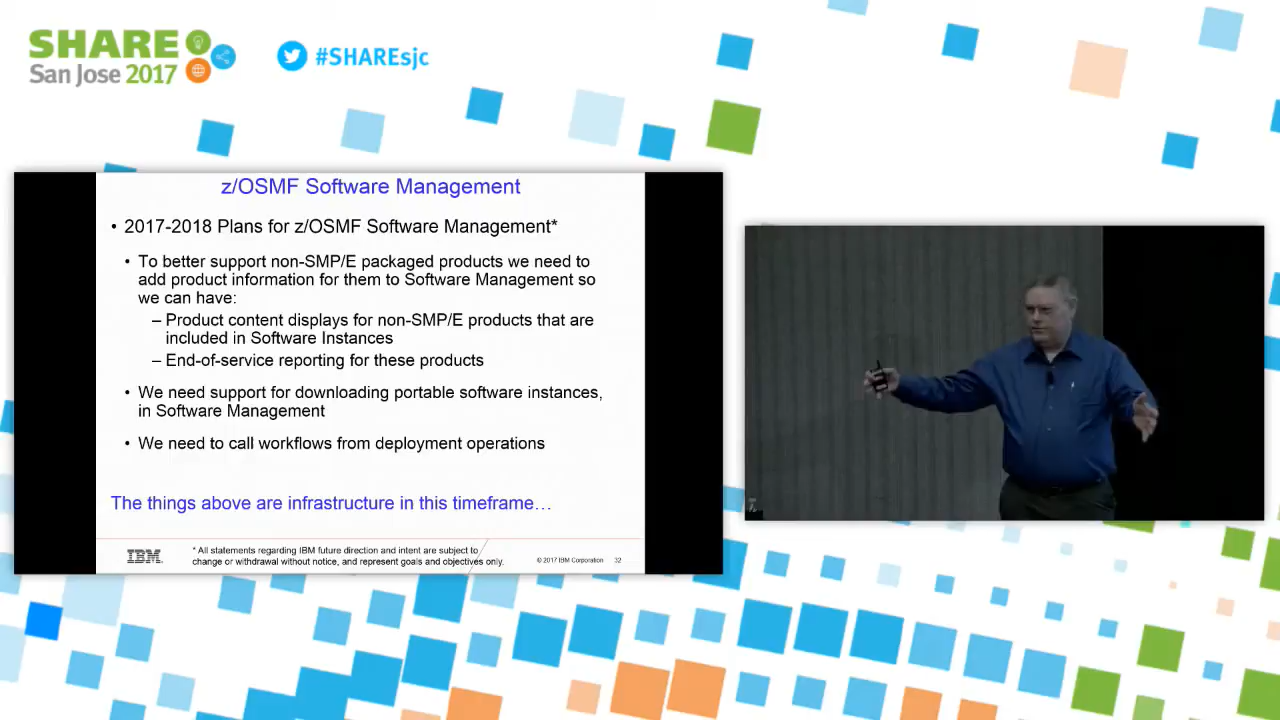 SHARE
San Jose 2017
#SHAREsjc
z/OSMF Software Management
• 2017-2018 Plans for z/OSMF Software Management*
• To better support non-SMP/E packaged products we need to
add product information for them to Software Management so
we can have:
– Product content displays for non-SMP/E products that are
included in Software Instances
– End-of-service reporting for these products
• We need support for downloading portable software instances,
in Software Management
• We need to call workflows from deployment operations
The things above are infrastructure in this timeframe…
IBM
* All statements regarding IBM future direction and intent are subject to
change or withdrawal without notice, and represent goals and objectives only.
© 2017 IBM Corporation 32